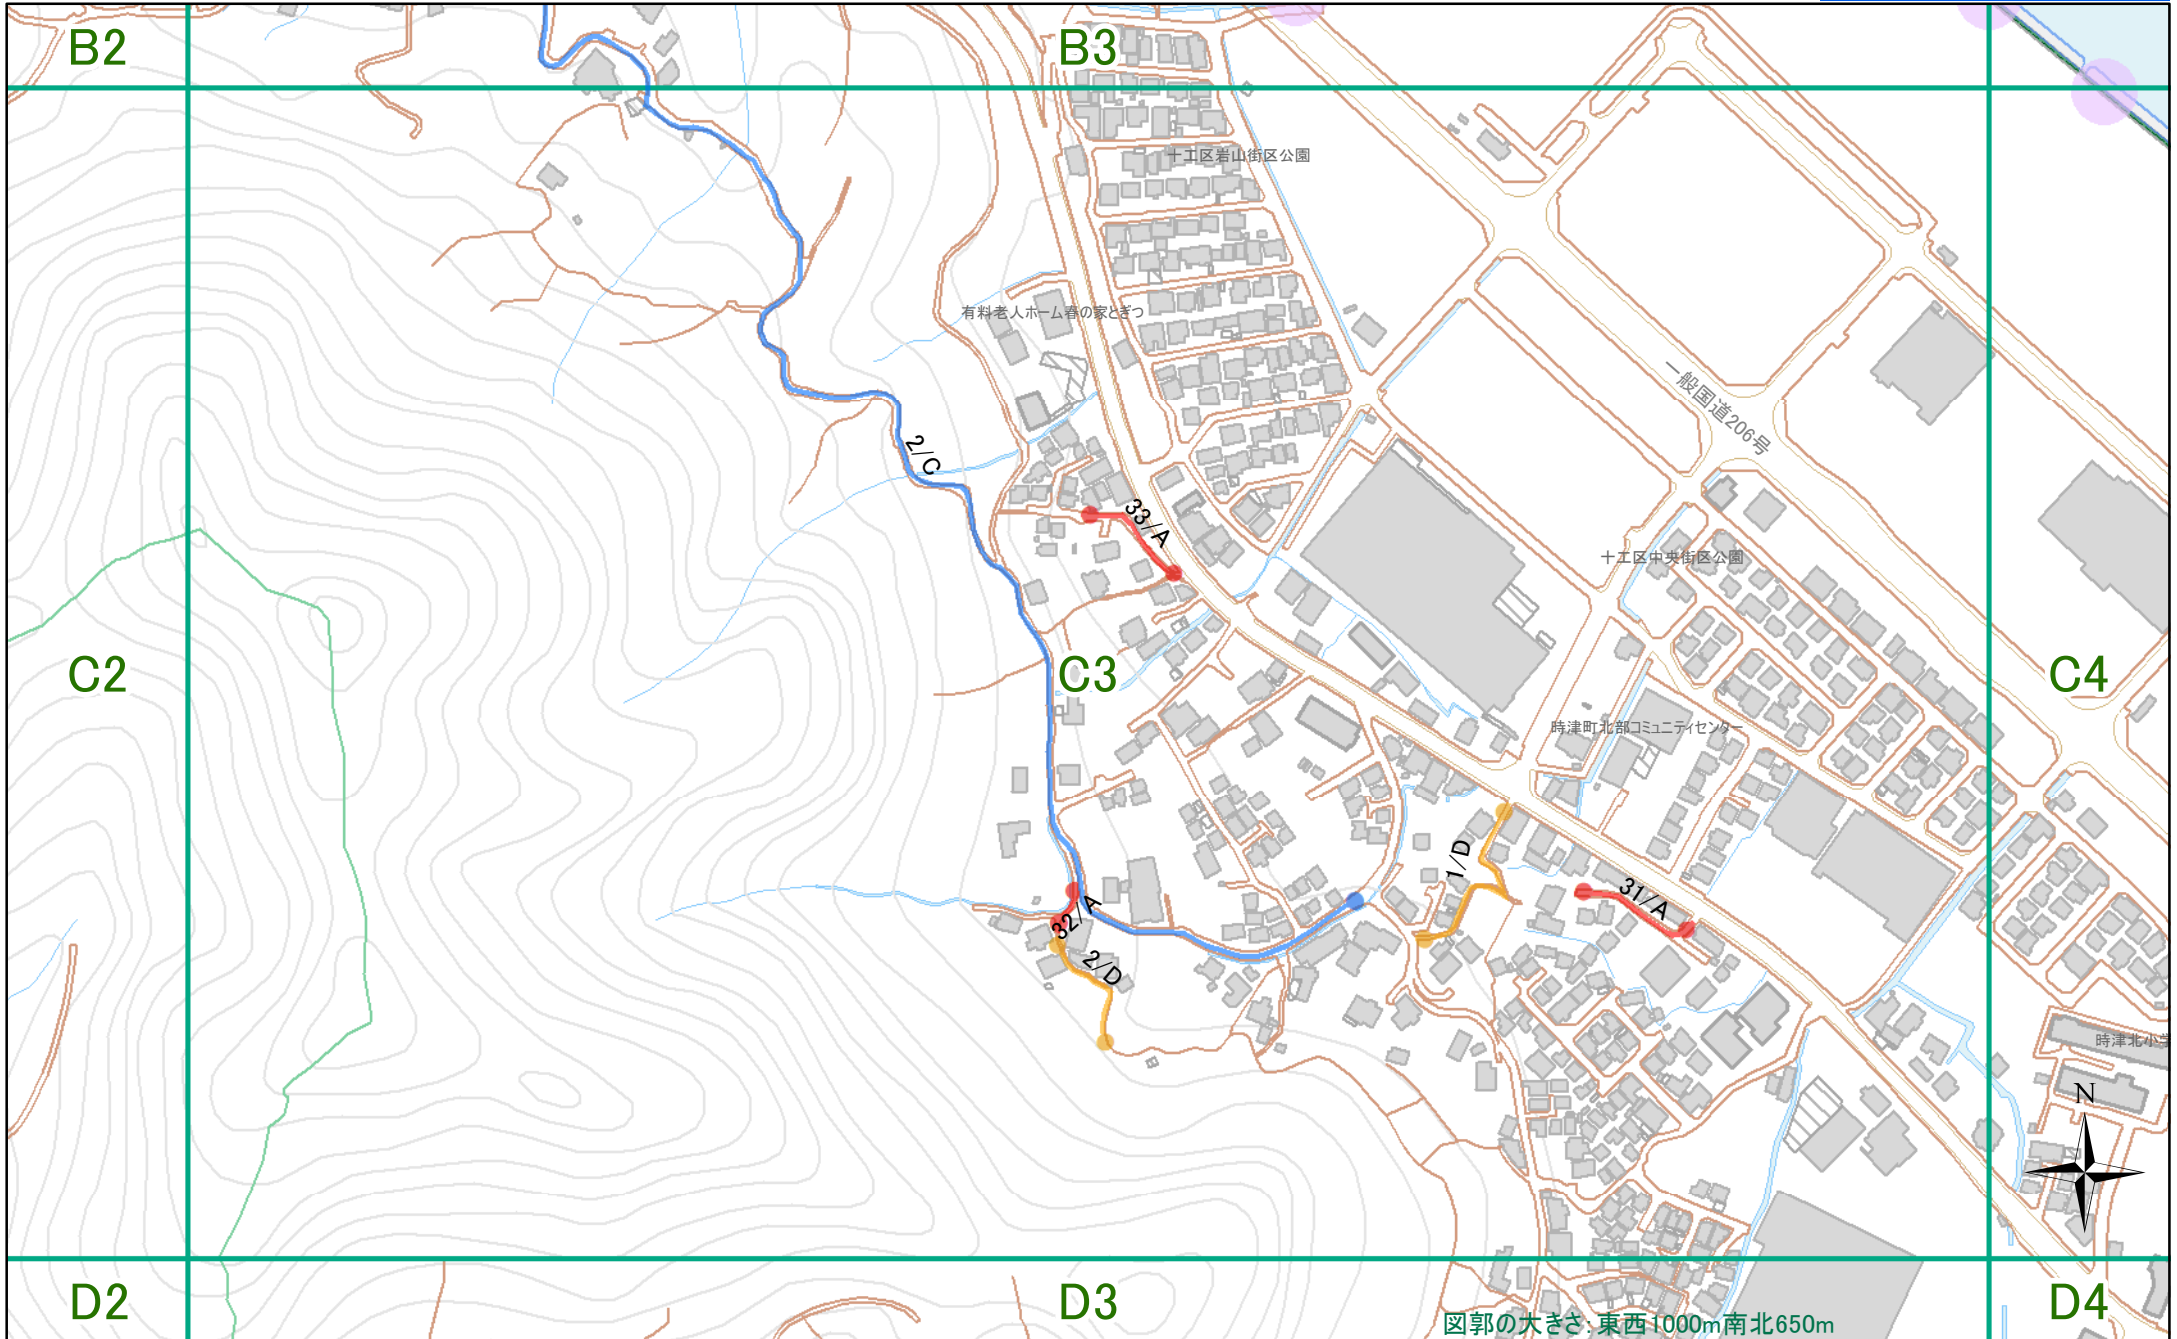 B2
B3
十工区岩山街区公園
有料老人ホーム春の家とぎつ
一般国道206号
2/C
33/A
十工区中央街区公園
C2
C3
C4
時津町北部コミュニティセンター
1/D
31/A
32/A
2/D
時津北小学
N
D2
D3
D4
図郭の大きさ:東西1000m南北650m